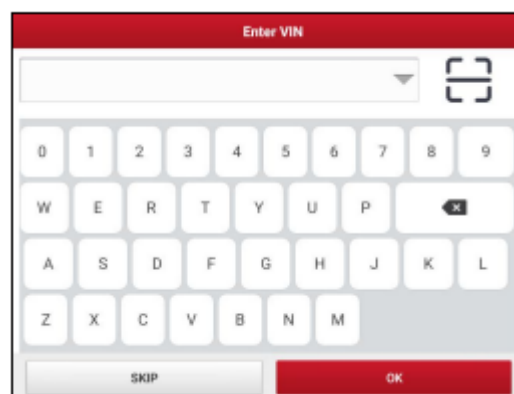 Enter VIN
0 1 2 3 4 5 6 7 8 9
W E R T Y U P
A S D F G H J K L
Z X C V B N M
SKIP OK